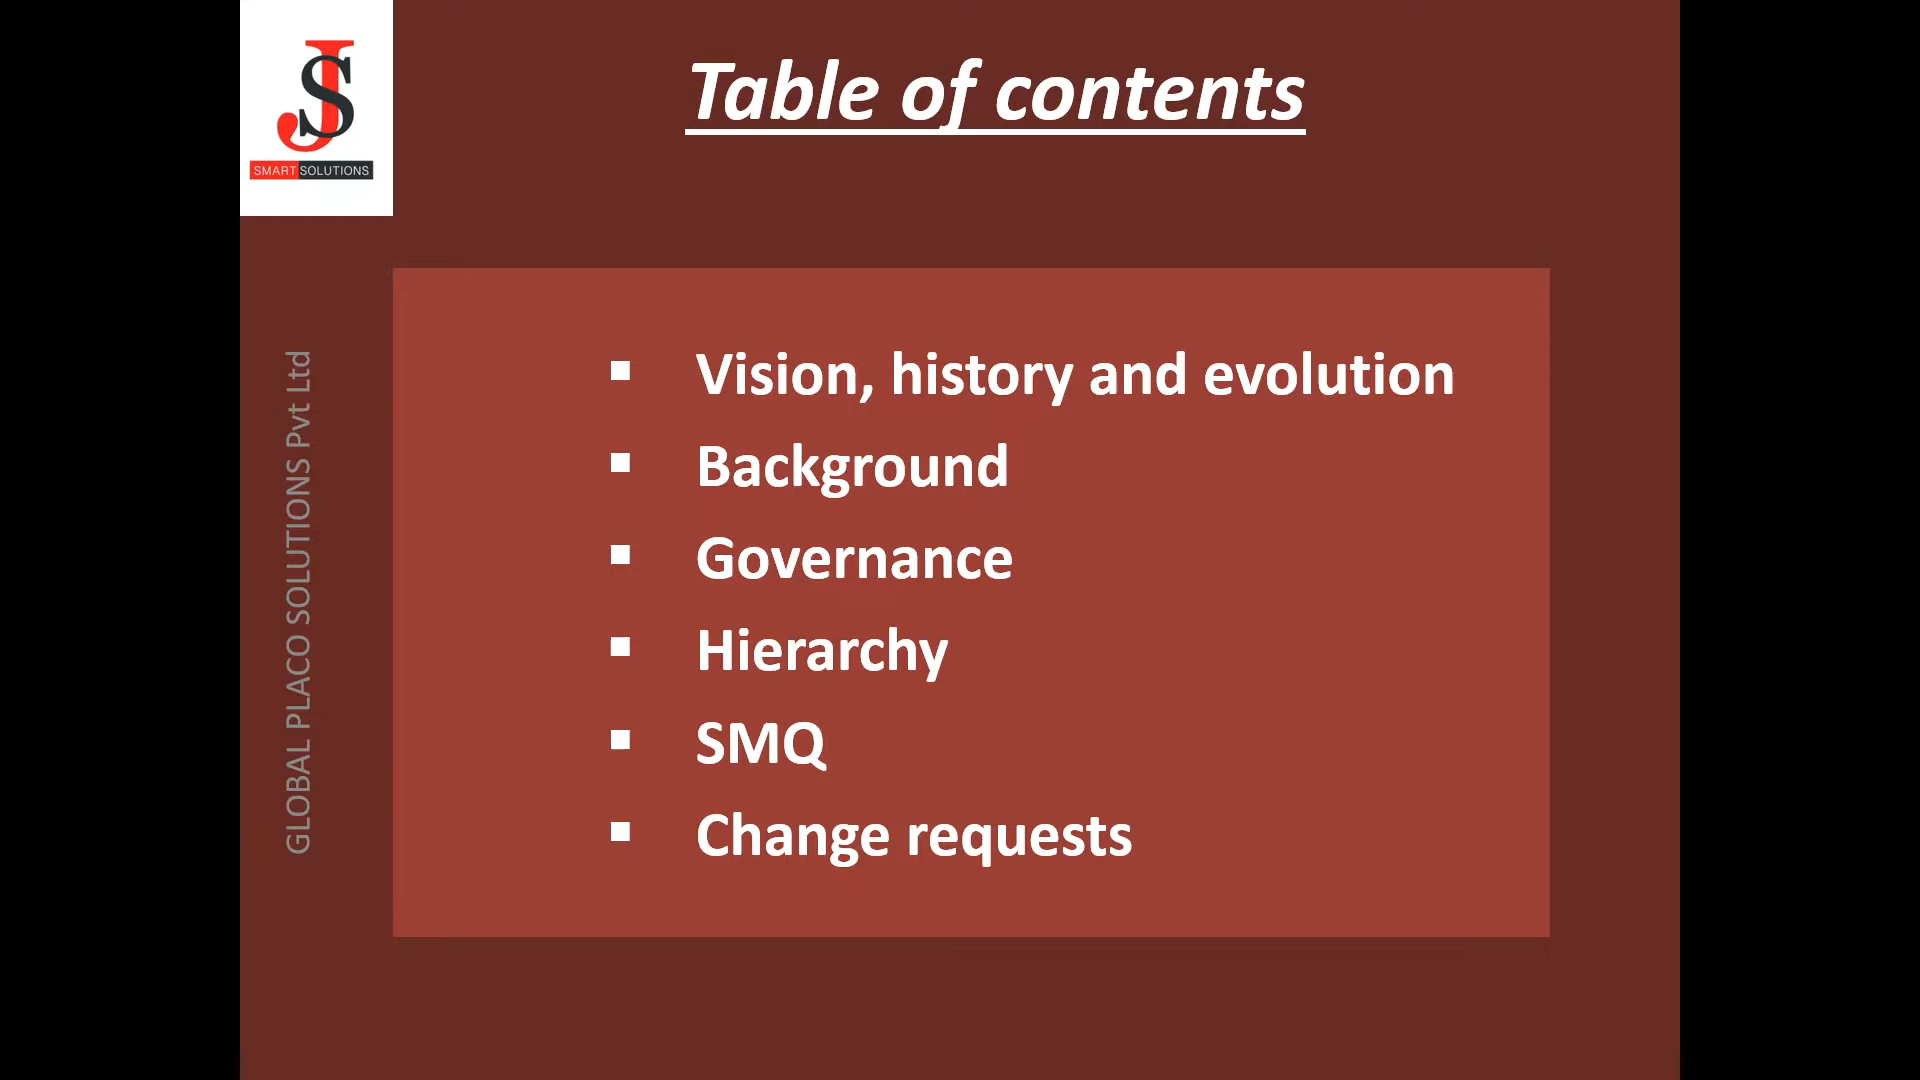 JS
SMART SOLUTIONS
Table of contents
Vision, history and evolution
Background
Governance
Hierarchy
SMQ
Change requests
GLOBAL PLACO SOLUTIONS Pvt Ltd